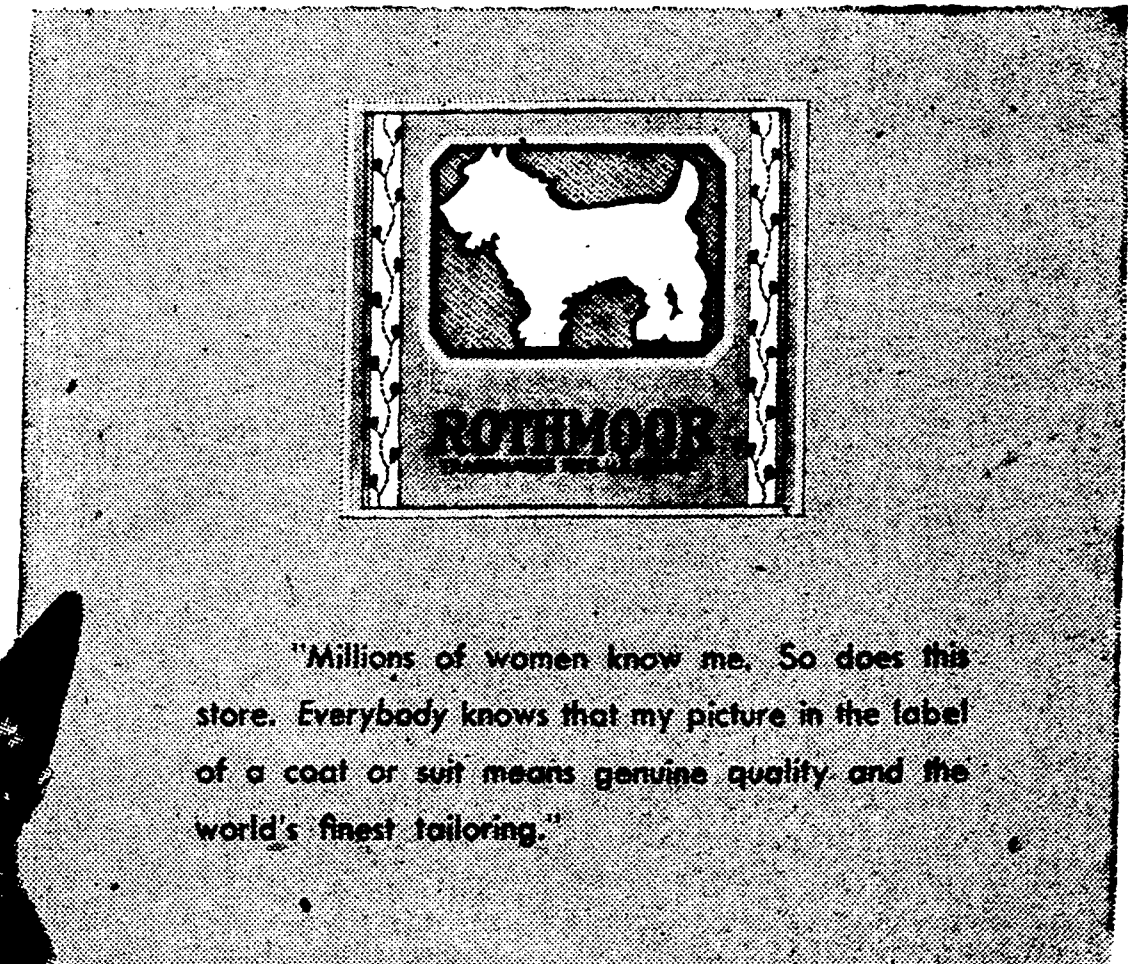 ROTHMOOR
"Millions of women know me. So does this
store. Everybody knows that my picture in the label
of a coat or suit means genuine quality and the
world's finest tailoring."